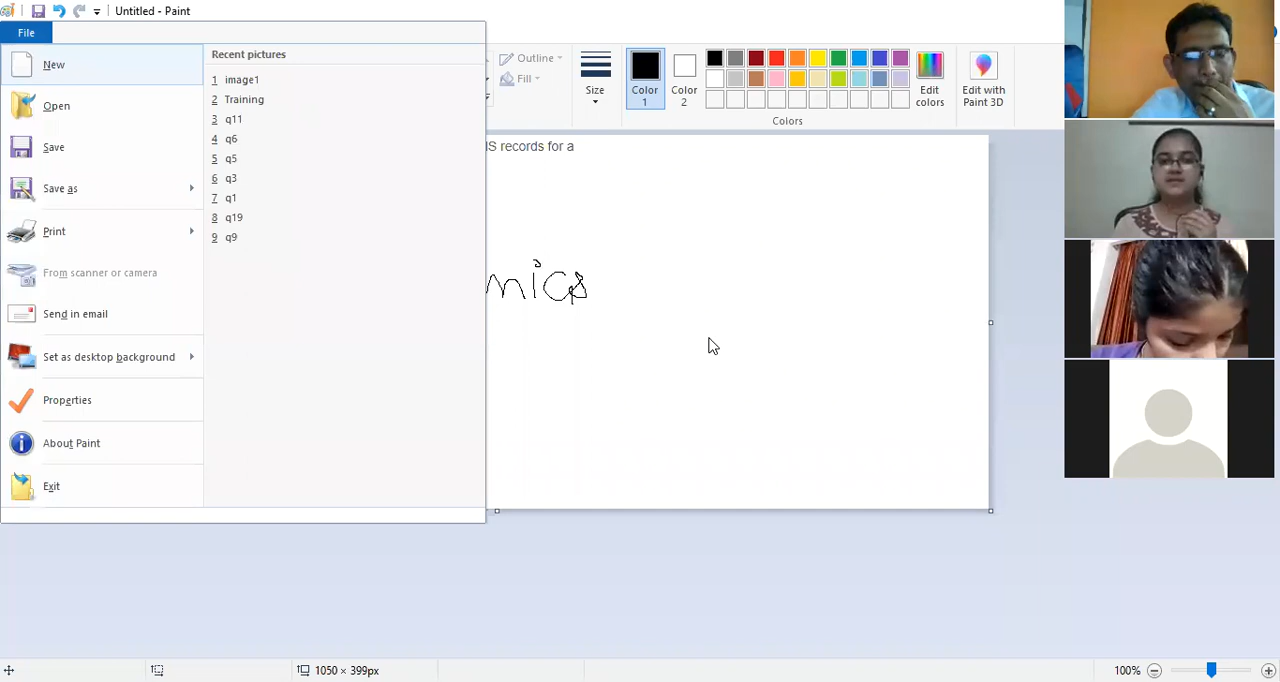 Untitled - Paint
File
New
Open
Save
Save as
Print
From scanner or camera
Send in email
Set as desktop background
Properties
About Paint
Exit
Recent pictures
1 image1
2 Training
3 q11
4 q6
5 q5
6 q3
7 q1
8 q19
9 q9
Outline
Fill
Size
Color 1
Color 2
Edit colors
Edit with Paint 3D
Colors
S records for a
mics
1050 × 399px
100%